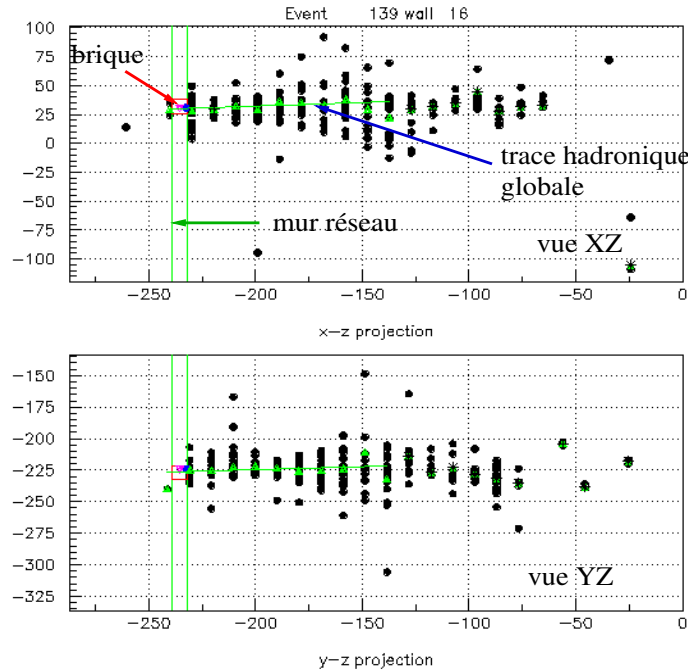 Event 139 wall 16
100
75
50
25
0
−25
−50
−75
−100
brique
trace hadronique
globale
mur réseau
vue XZ
−250 −200 −150 −100 −50 0
x−z projection
−150
−175
−200
−225
−250
−275
−300
−325
vue YZ
−250 −200 −150 −100 −50 0
y−z projection